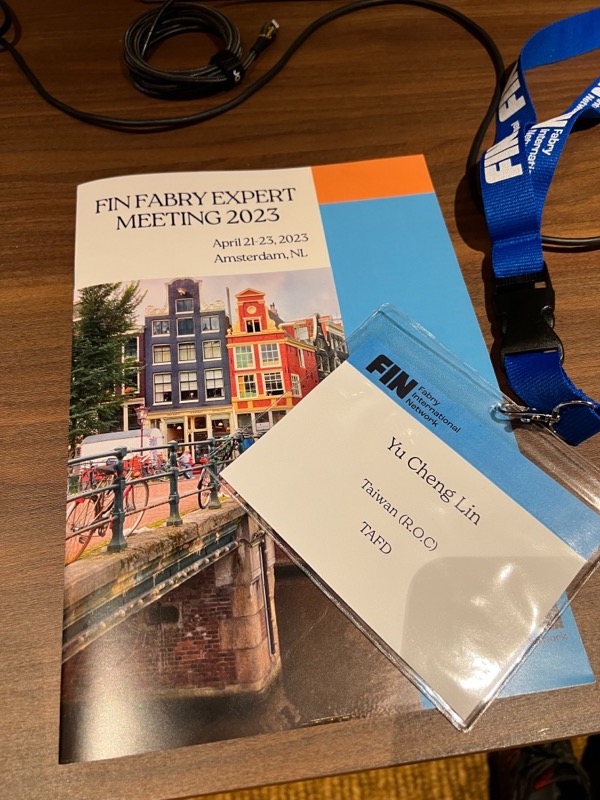 FIN FABRY EXPERT
MEETING 2023
April 21-23, 2023
Amsterdam, NL
FIN
Fabry
International
Network
Yu Cheng Lin
Taiwan (R.O.C)
TAFD
FIN
Fabry